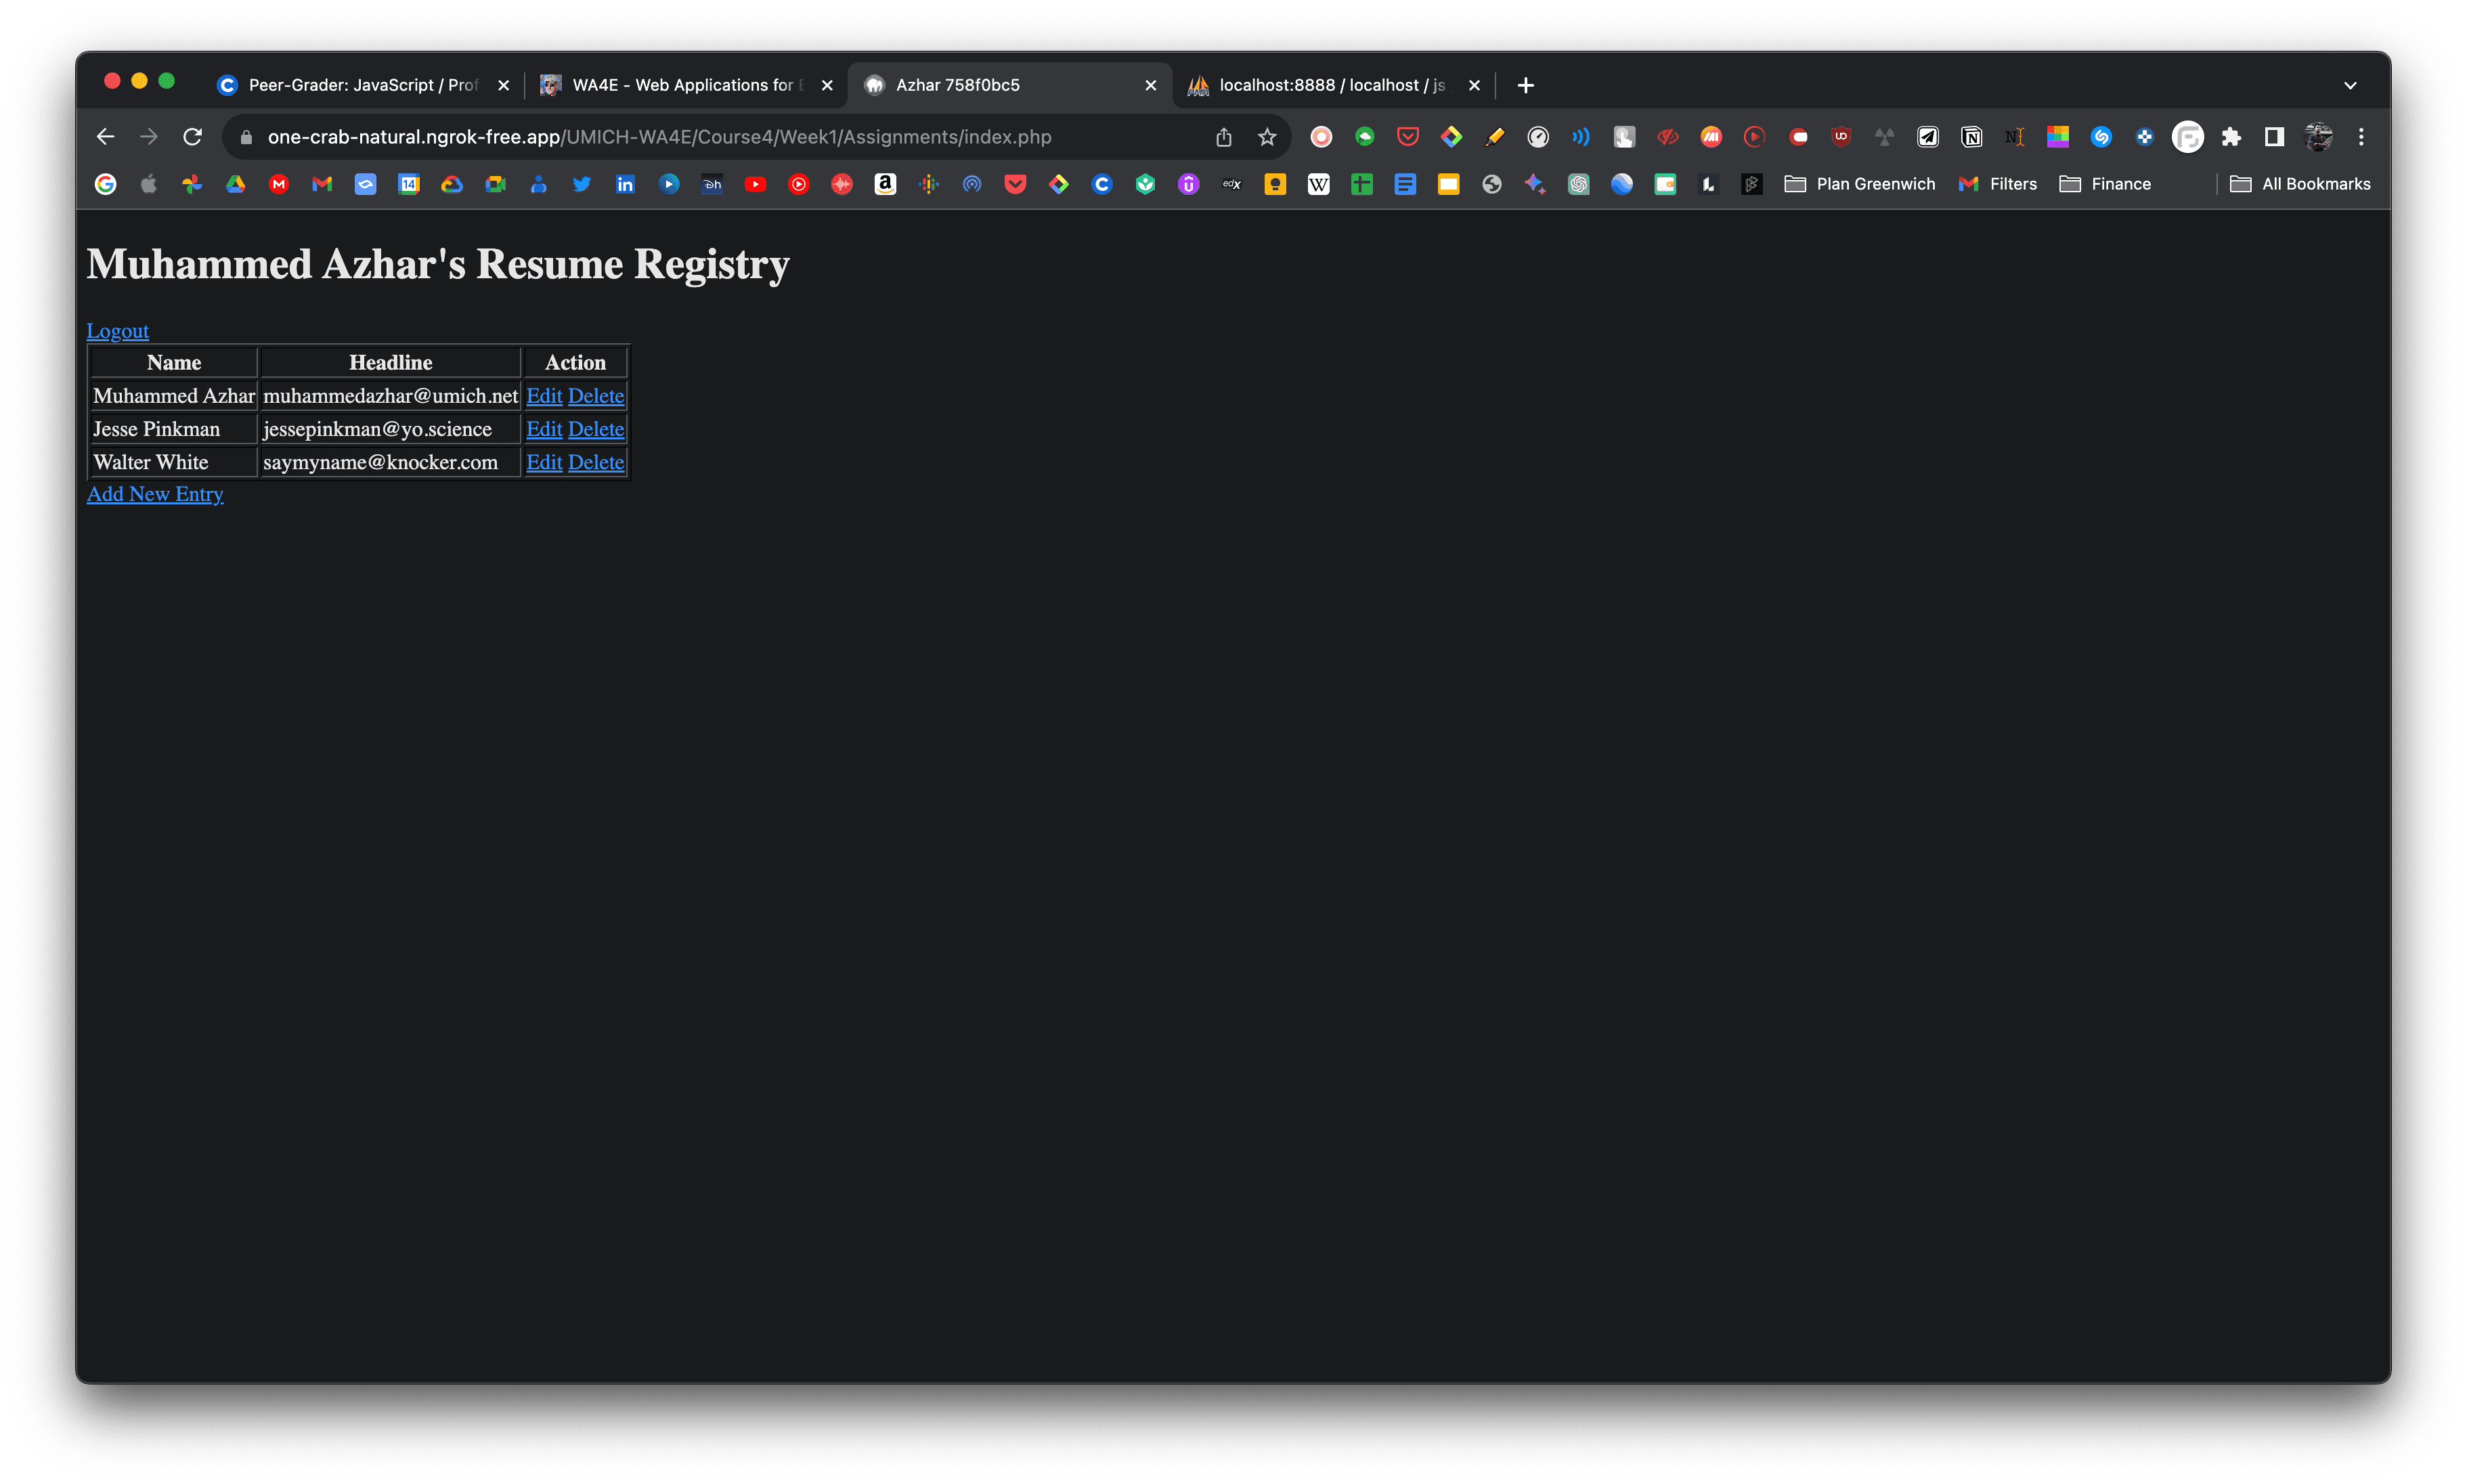 Peer-Grader: JavaScript / Prof
WA4E - Web Applications for E
Azhar 758f0bc5
localhost:8888 / localhost / js
one-crab-natural.ngrok-free.app/UMICH-WA4E/Course4/Week1/Assignments/index.php
Plan Greenwich
Filters
Finance
All Bookmarks
Muhammed Azhar's Resume Registry
Logout
Name Headline Action
Muhammed Azhar muhammedazhar@umich.net Edit Delete
Jesse Pinkman jessepinkman@yo.science Edit Delete
Walter White saymyname@knocker.com Edit Delete
Add New Entry